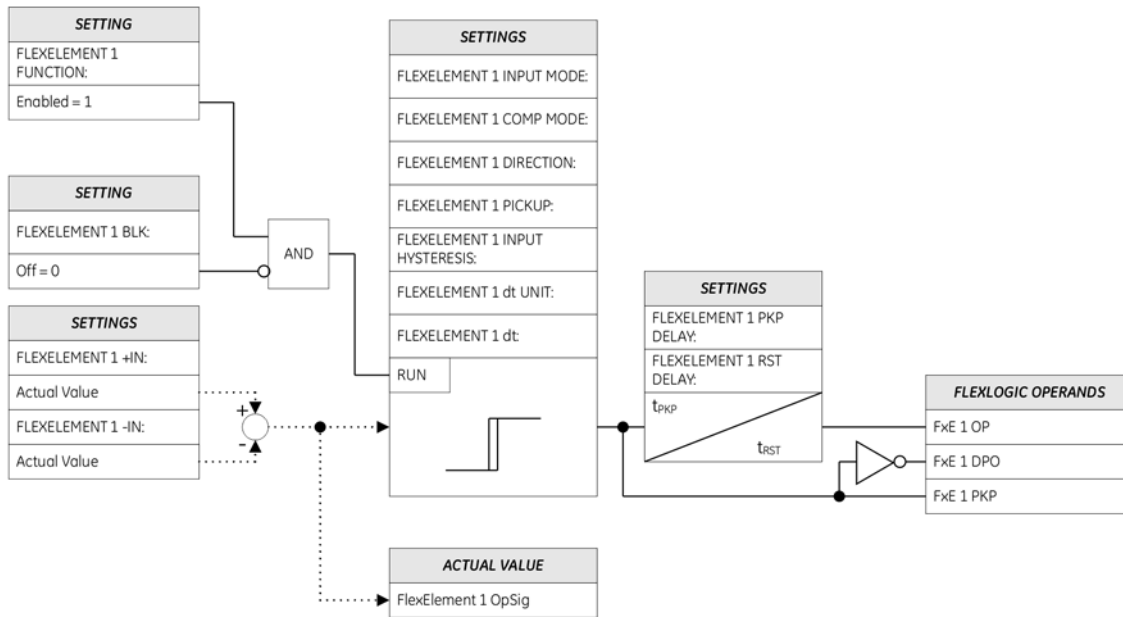 SETTING
FLEXELEMENT 1
FUNCTION:
Enabled = 1
SETTING
FLEXELEMENT 1 BLK:
Off = 0
SETTINGS
FLEXELEMENT 1 +IN:
Actual Value
FLEXELEMENT 1 -IN:
Actual Value
+
-
AND
SETTINGS
FLEXELEMENT 1 INPUT MODE:
FLEXELEMENT 1 COMP MODE:
FLEXELEMENT 1 DIRECTION:
FLEXELEMENT 1 PICKUP:
FLEXELEMENT 1 INPUT
HYSTERESIS:
FLEXELEMENT 1 dt UNIT:
FLEXELEMENT 1 dt:
RUN
ACTUAL VALUE
FlexElement 1 OpSig
SETTINGS
FLEXELEMENT 1 PKP
DELAY:
FLEXELEMENT 1 RST
DELAY:
tPKP
tRST
FLEXLOGIC OPERANDS
FxE 1 OP
FxE 1 DPO
FxE 1 PKP